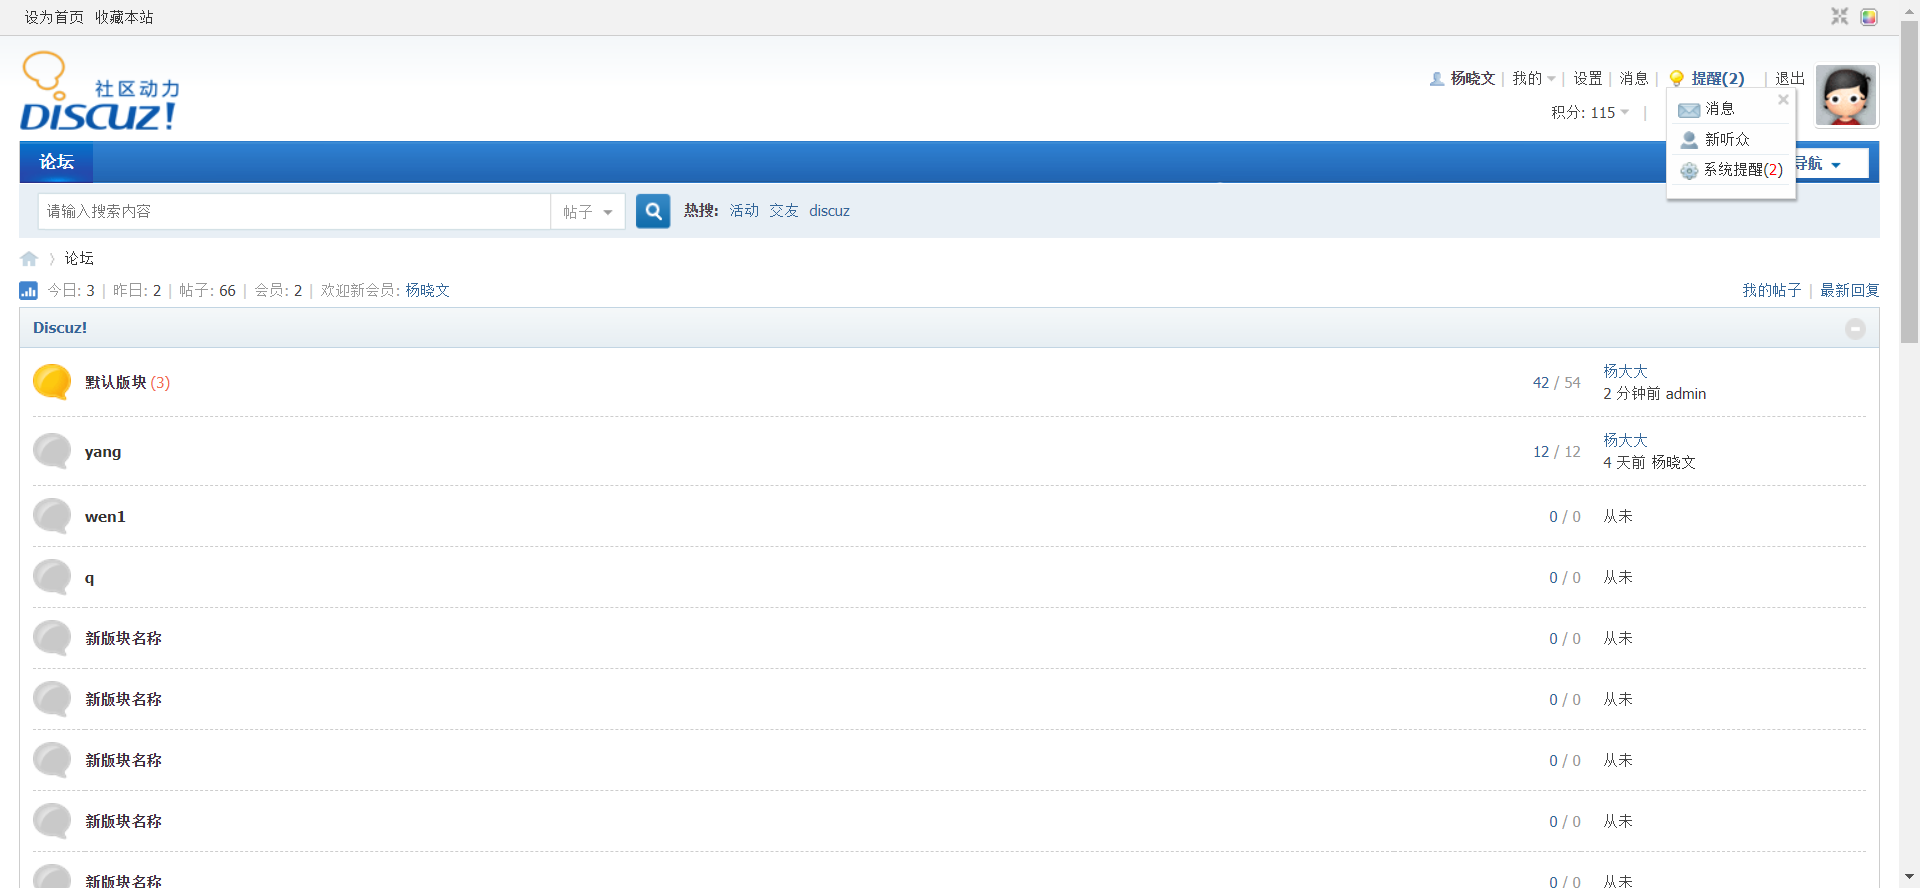 设为首页 收藏本站
社区动力
DISCUZ!
杨晓文 | 我的 | 设置 | 消息 | 提醒(2) | 退出
积分: 115 |
消息
新听众
系统提醒(2)
论坛
导航
请输入搜索内容 帖子 热搜: 活动 交友 discuz
论坛
今日: 3 | 昨日: 2 | 帖子: 66 | 会员: 2 | 欢迎新会员: 杨晓文 我的帖子 | 最新回复
Discuz!
默认版块 (3) 42 / 54 杨大大
2 分钟前 admin
yang 12 / 12 杨大大
4 天前 杨晓文
wen1 0 / 0 从未
q 0 / 0 从未
新版块名称 0 / 0 从未
新版块名称 0 / 0 从未
新版块名称 0 / 0 从未
新版块名称 0 / 0 从未
新版块名称 0 / 0 从未